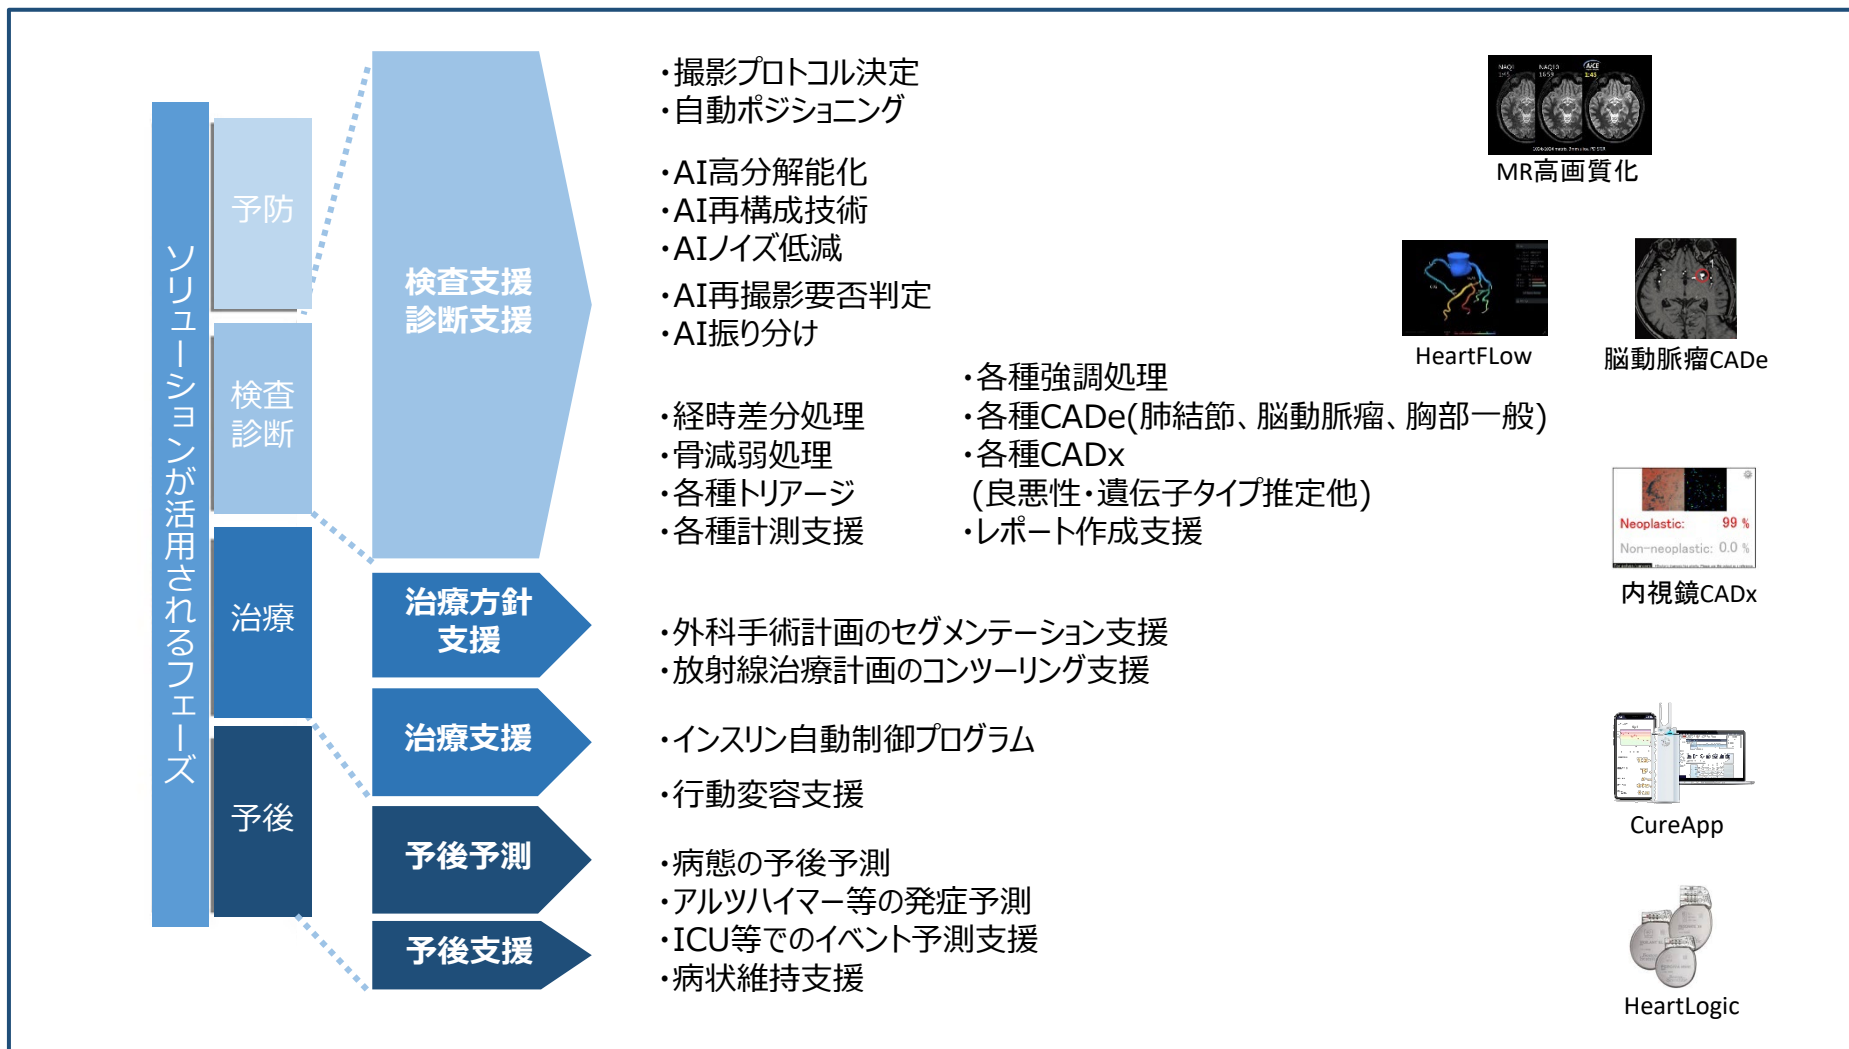 ソリューションが活用されるフェーズ
予防
検査
診断
治療
予後
検査支援
診断支援
治療方針
支援
治療支援
予後予測
予後支援
・撮影プロトコル決定
・自動ポジショニング
・AI高分解能化
・AI再構成技術
・AIノイズ低減
・AI再撮影要否判定
・AI振り分け
・経時差分処理
・骨減弱処理
・各種トリアージ
・各種計測支援
・各種強調処理
・各種CADe(肺結節、脳動脈瘤、胸部一般)
・各種CADx
(良悪性・遺伝子タイプ推定他)
・レポート作成支援
・外科手術計画のセグメンテーション支援
・放射線治療計画のコンツーリング支援
・インスリン自動制御プログラム
・行動変容支援
・病態の予後予測
・アルツハイマー等の発症予測
・ICU等でのイベント予測支援
・病状維持支援
NAQ1
NAQ10
AiCE
1:43
MR高画質化
HeartFLow
脳動脈瘤CADe
Neoplastic: 99 %
Non-neoplastic: 0.0 %
内視鏡CADx
CureApp
HeartLogic